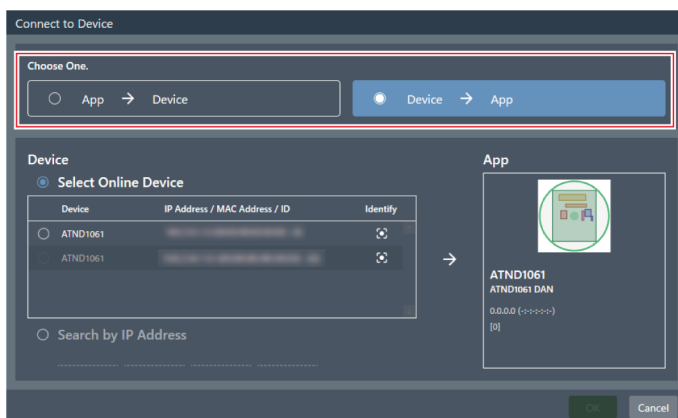 Connect to Device
Choose One.
App → Device
Device → App
Device
App
Select Online Device
Device IP Address / MAC Address / ID Identify
ATND1061
ATND1061
→
ATND1061
ATND1061 DAN
0.0.0.0 (-:-:-:-:-:-)
[0]
Search by IP Address
OK Cancel